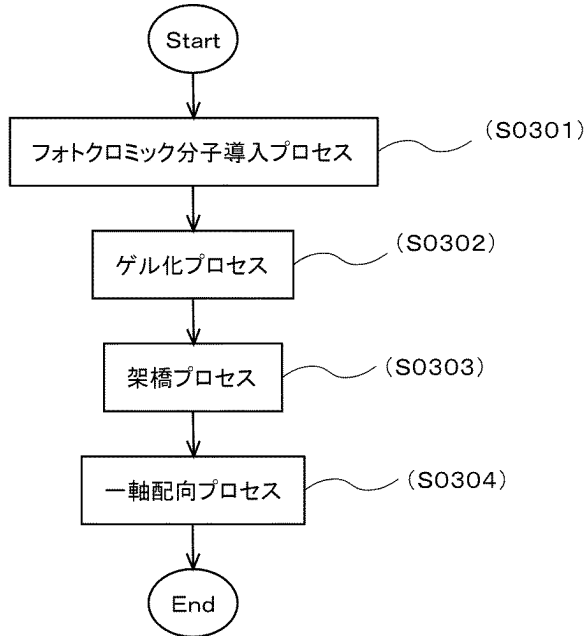 Start
フォトクロミック分子導入プロセス
(S0301)
ゲル化プロセス
(S0302)
架橋プロセス
(S0303)
一軸配向プロセス
(S0304)
End